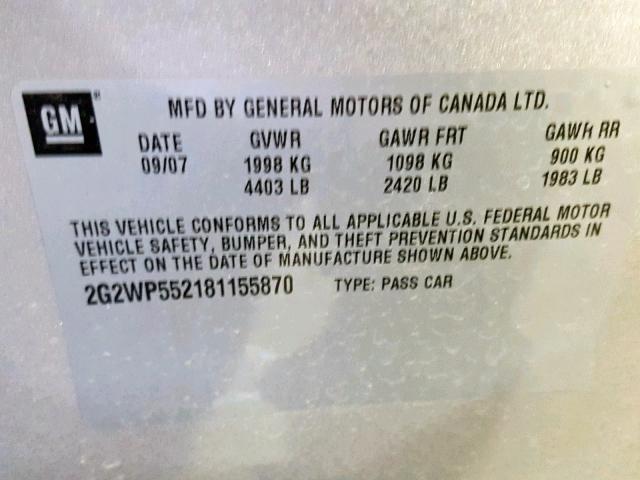 GM®
MFD BY GENERAL MOTORS OF CANADA LTD.
DATE GVWR GAWR FRT GAWR RR
09/07 1998 KG 1098 KG 900 KG
4403 LB 2420 LB 1983 LB
THIS VEHICLE CONFORMS TO ALL APPLICABLE U.S. FEDERAL MOTOR
VEHICLE SAFETY, BUMPER, AND THEFT PREVENTION STANDARDS IN
EFFECT ON THE DATE OF MANUFACTURE SHOWN ABOVE.
2G2WP552181155870 TYPE: PASS CAR